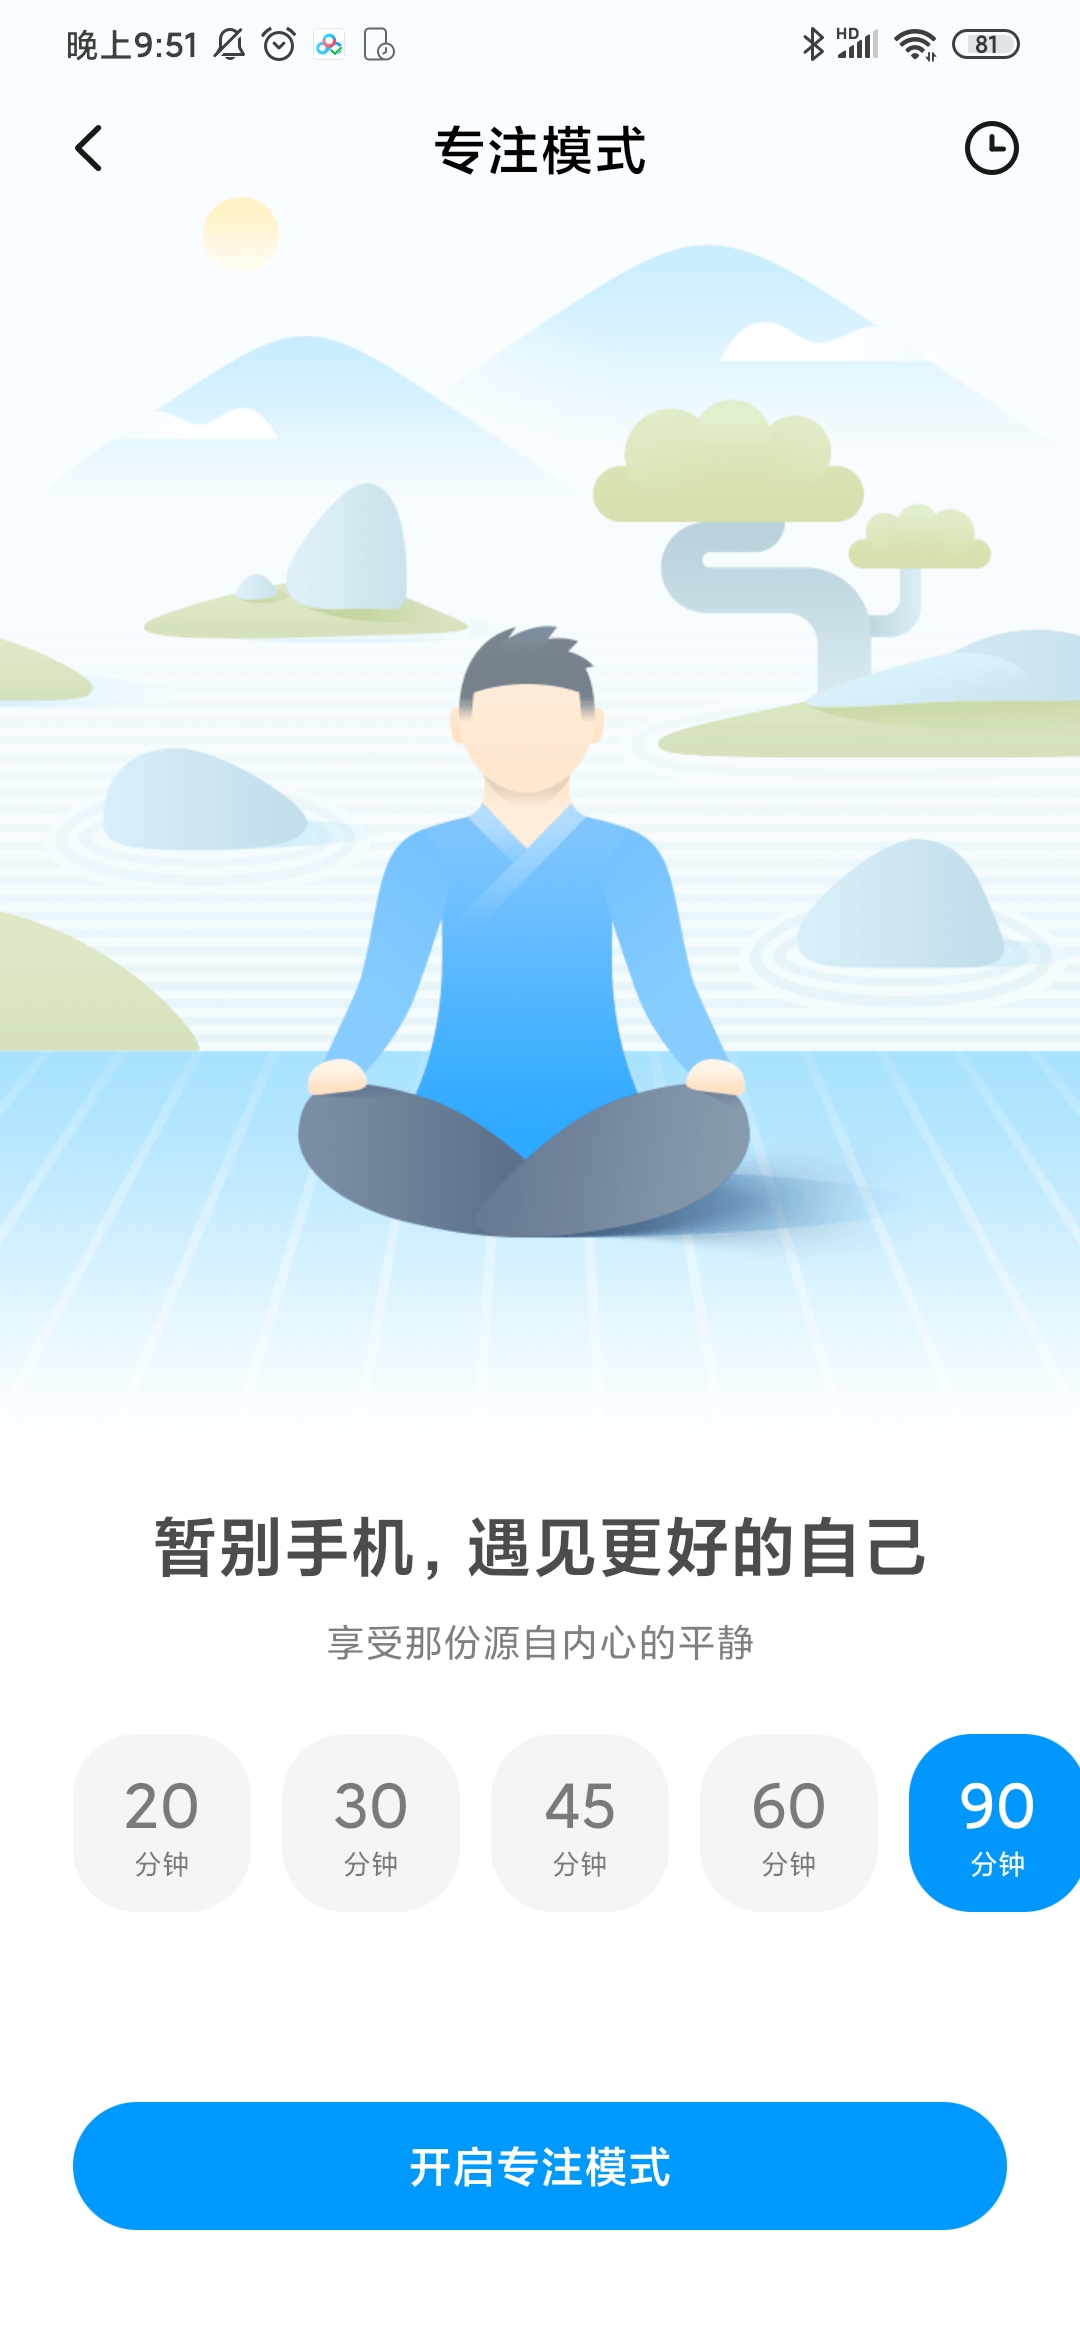 晚上9:51 HD 81
专注模式
暂别手机，遇见更好的自己
享受那份源自内心的平静
20 30 45 60 90
分钟 分钟 分钟 分钟 分钟
开启专注模式